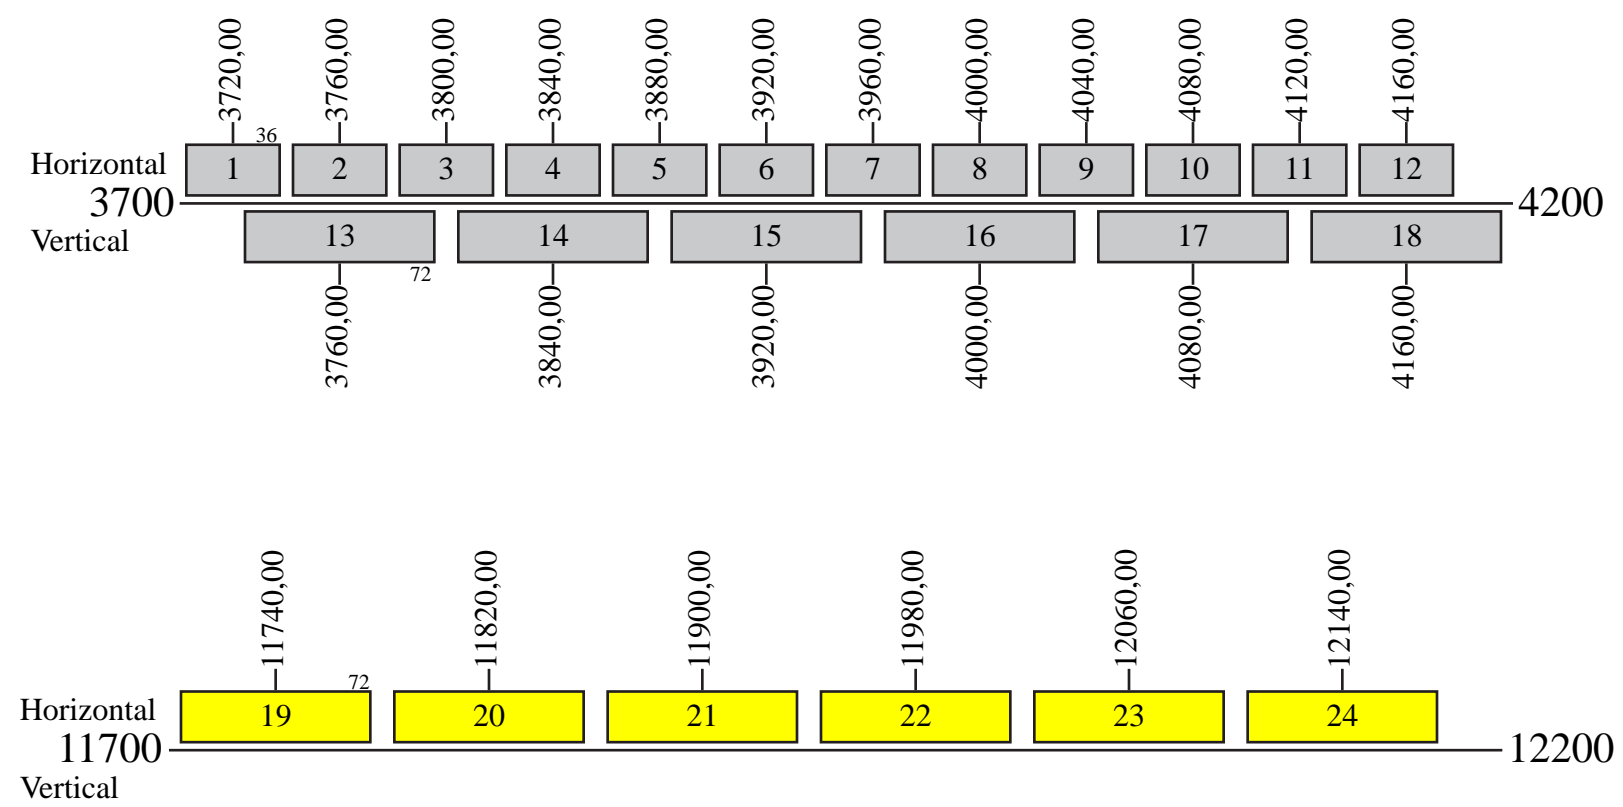 3720,00 3760,00 3800,00 3840,00 3880,00 3920,00 3960,00 4000,00 4040,00 4080,00 4120,00 4160,00
36
Horizontal 1 2 3 4 5 6 7 8 9 10 11 12
3700 4200
Vertical 13 14 15 16 17 18
72
3760,00 3840,00 3920,00 4000,00 4080,00 4160,00
11740,00 11820,00 11900,00 11980,00 12060,00 12140,00
72
Horizontal 19 20 21 22 23 24
11700 12200
Vertical